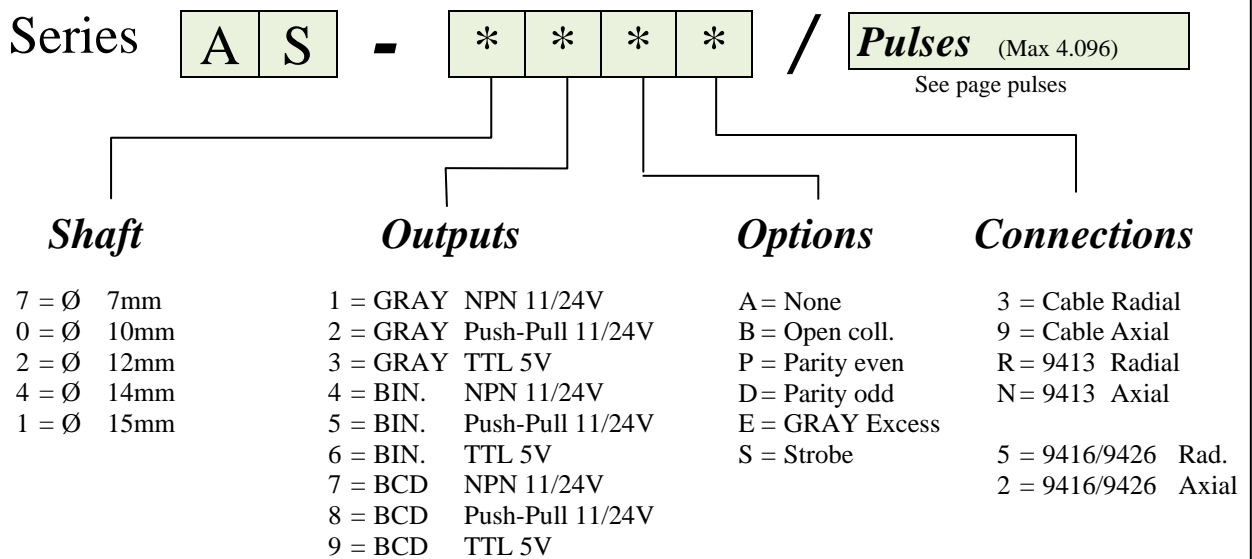 Series A S - * * * * / Pulses (Max 4.096)
See page pulses
Shaft Outputs Options Connections
7 = Ø 7mm 1 = GRAY NPN 11/24V A = None 3 = Cable Radial
0 = Ø 10mm 2 = GRAY Push-Pull 11/24V B = Open coll. 9 = Cable Axial
2 = Ø 12mm 3 = GRAY TTL 5V P = Parity even R = 9413 Radial
4 = Ø 14mm 4 = BIN. NPN 11/24V D = Parity odd N = 9413 Axial
1 = Ø 15mm 5 = BIN. Push-Pull 11/24V E = GRAY Excess
6 = BIN. TTL 5V S = Strobe 5 = 9416/9426 Rad.
7 = BCD NPN 11/24V 2 = 9416/9426 Axial
8 = BCD Push-Pull 11/24V
9 = BCD TTL 5V